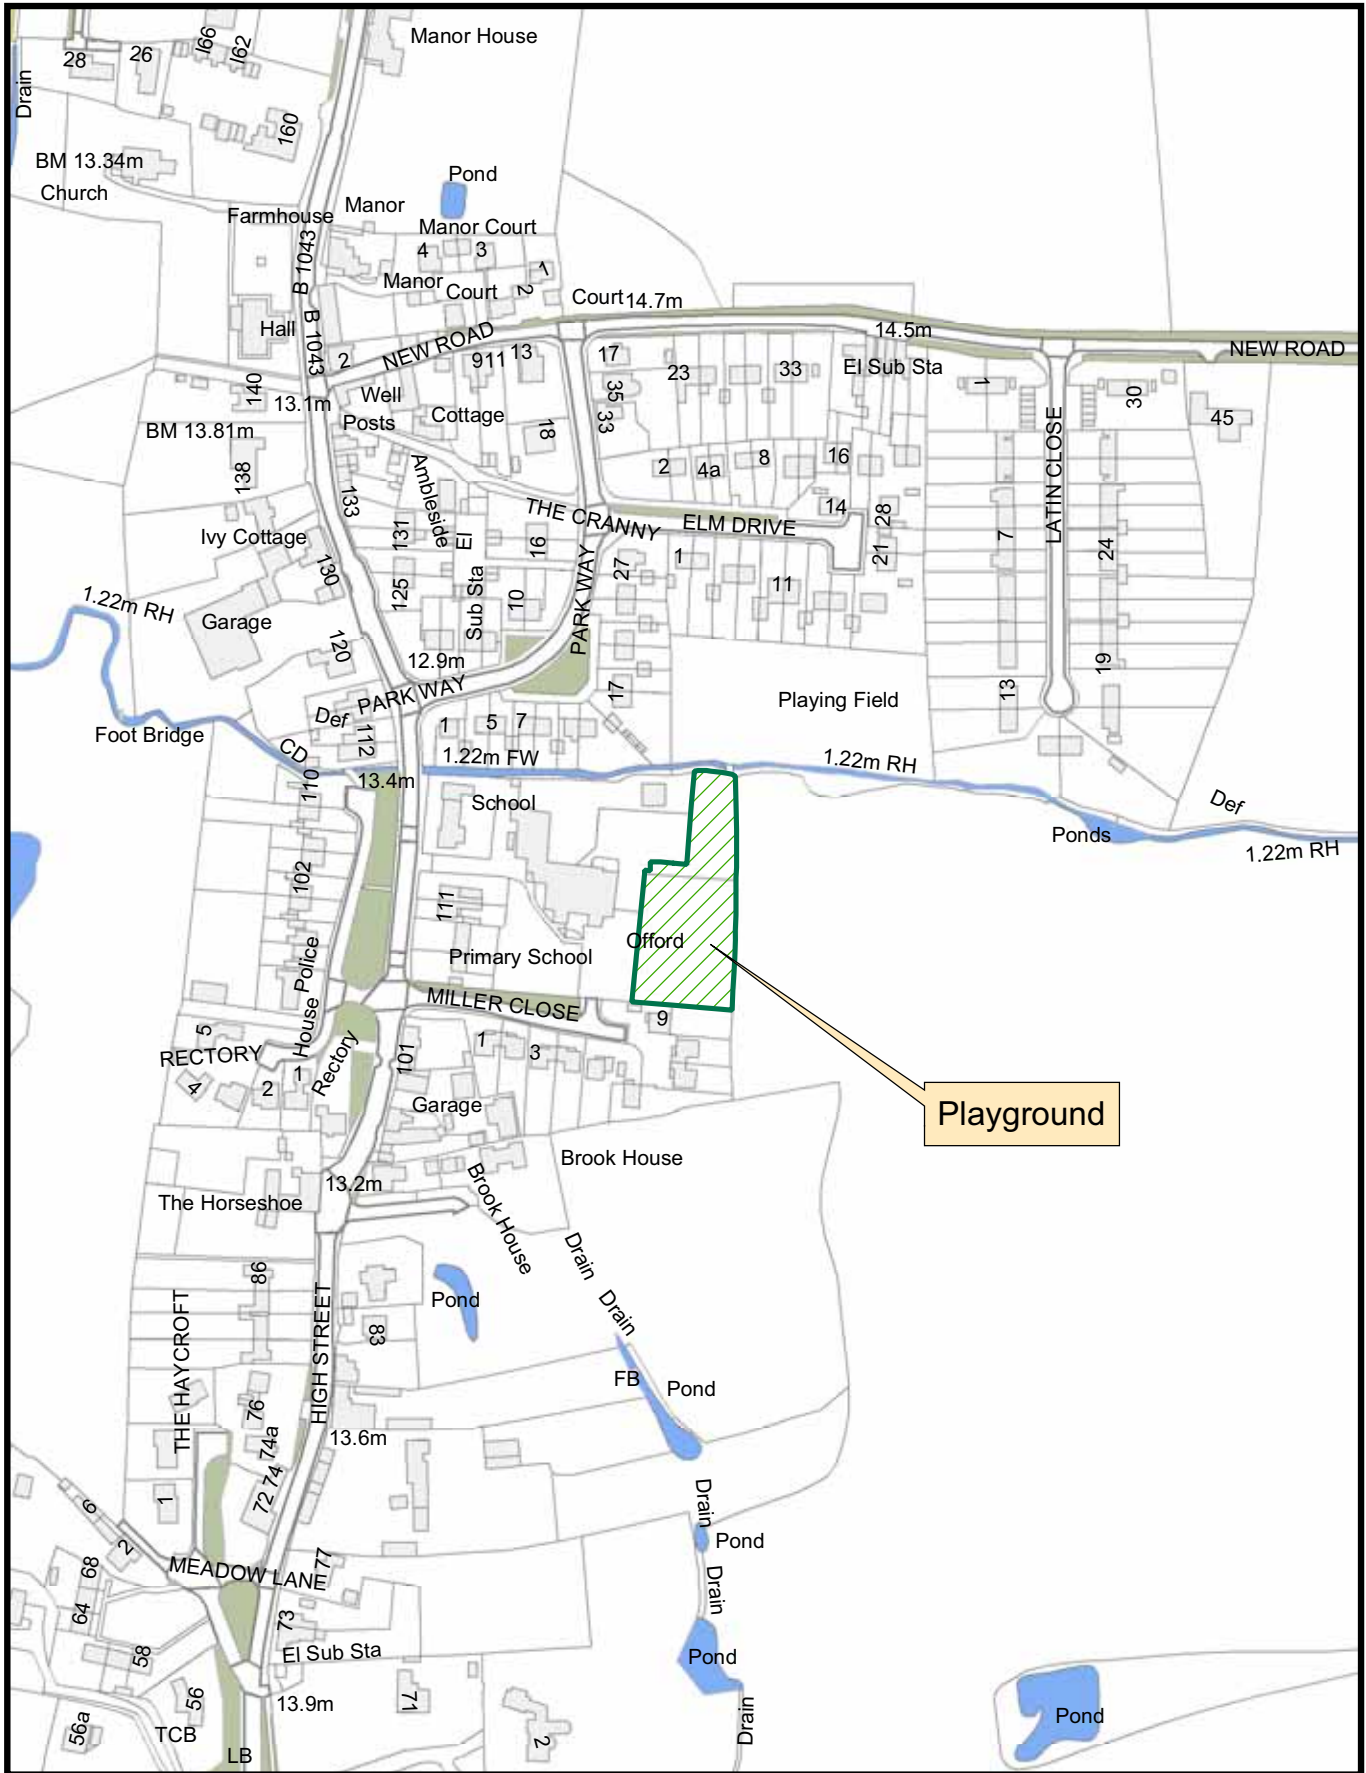 Manor House
28
26
166
162
Drain
160
BM 13.34m
Church
Pond
Farmhouse
Manor
Manor Court
4
3
1
2
B 1043
Manor
Court
Court
14.7m
Hall
B 1043
2
NEW ROAD
14.5m
NEW ROAD
9
11
13
17
23
33
El Sub Sta
1
30
140
13.1m
Well
35
Posts
Cottage
33
18
45
BM 13.81m
138
Ambleside
2
4a
8
16
LATIN CLOSE
133
THE CRANNY
ELM DRIVE
14
28
Ivy Cottage
131
El
16
7
24
130
1
21
1.22m RH
125
Sub Sta
10
PARK WAY
27
11
Garage
120
12.9m
PARK WAY
17
Playing Field
13
19
Foot Bridge
Def
112
1
5
7
CD
1.22m FW
1.22m RH
110
13.4m
School
Def
Ponds
1.22m RH
102
111
Offord
Primary School
Police
House
MILLER CLOSE
9
5
RECTORY
Rectory
101
1
3
4
2
1
Garage
Playground
Brook House
13.2m
The Horseshoe
Brook House
Drain
86
Pond
Drain
THE HAYCROFT
HIGH STREET
83
FB
Pond
76
74a
13.6m
74
72
6
1
Drain
2
Pond
MEADOW LANE
77
68
Drain
64
73
58
El Sub Sta
Pond
56
13.9m
71
Drain
Pond
56a
TCB
2
LB